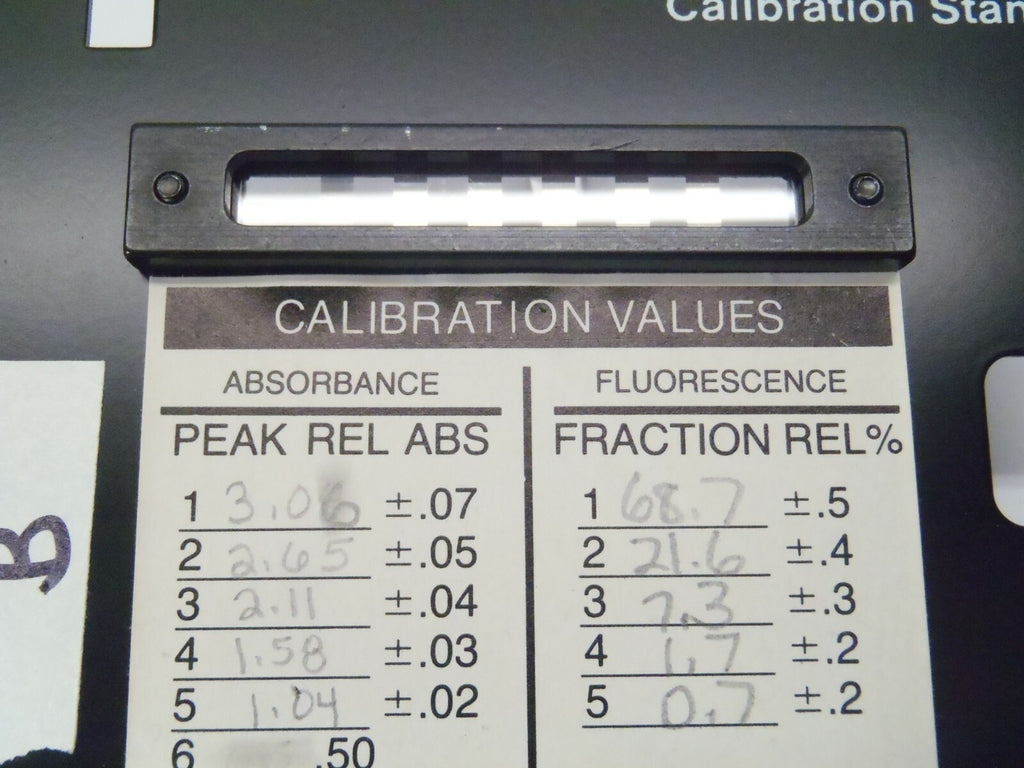 Calibration Stan
CALIBRATION VALUES
ABSORBANCE
PEAK REL ABS
1 3.06 ±.07
2 2.65 ±.05
3 2.11 ±.04
4 1.58 ±.03
5 1.04 ±.02
6 .50
FLUORESCENCE
FRACTION REL%
1 68.7 ±.5
2 21.6 ±.4
3 7.3 ±.3
4 1.7 ±.2
5 0.7 ±.2
B